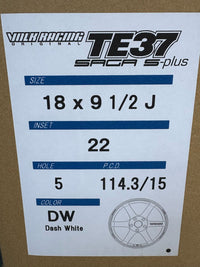 VOLK RACING
ORIGINAL
TE37
SAGA S-plus
SIZE
18 x 9 1/2 J
INSET
22
HOLE P.C.D.
5 114.3/15
COLOR
DW
Dash White